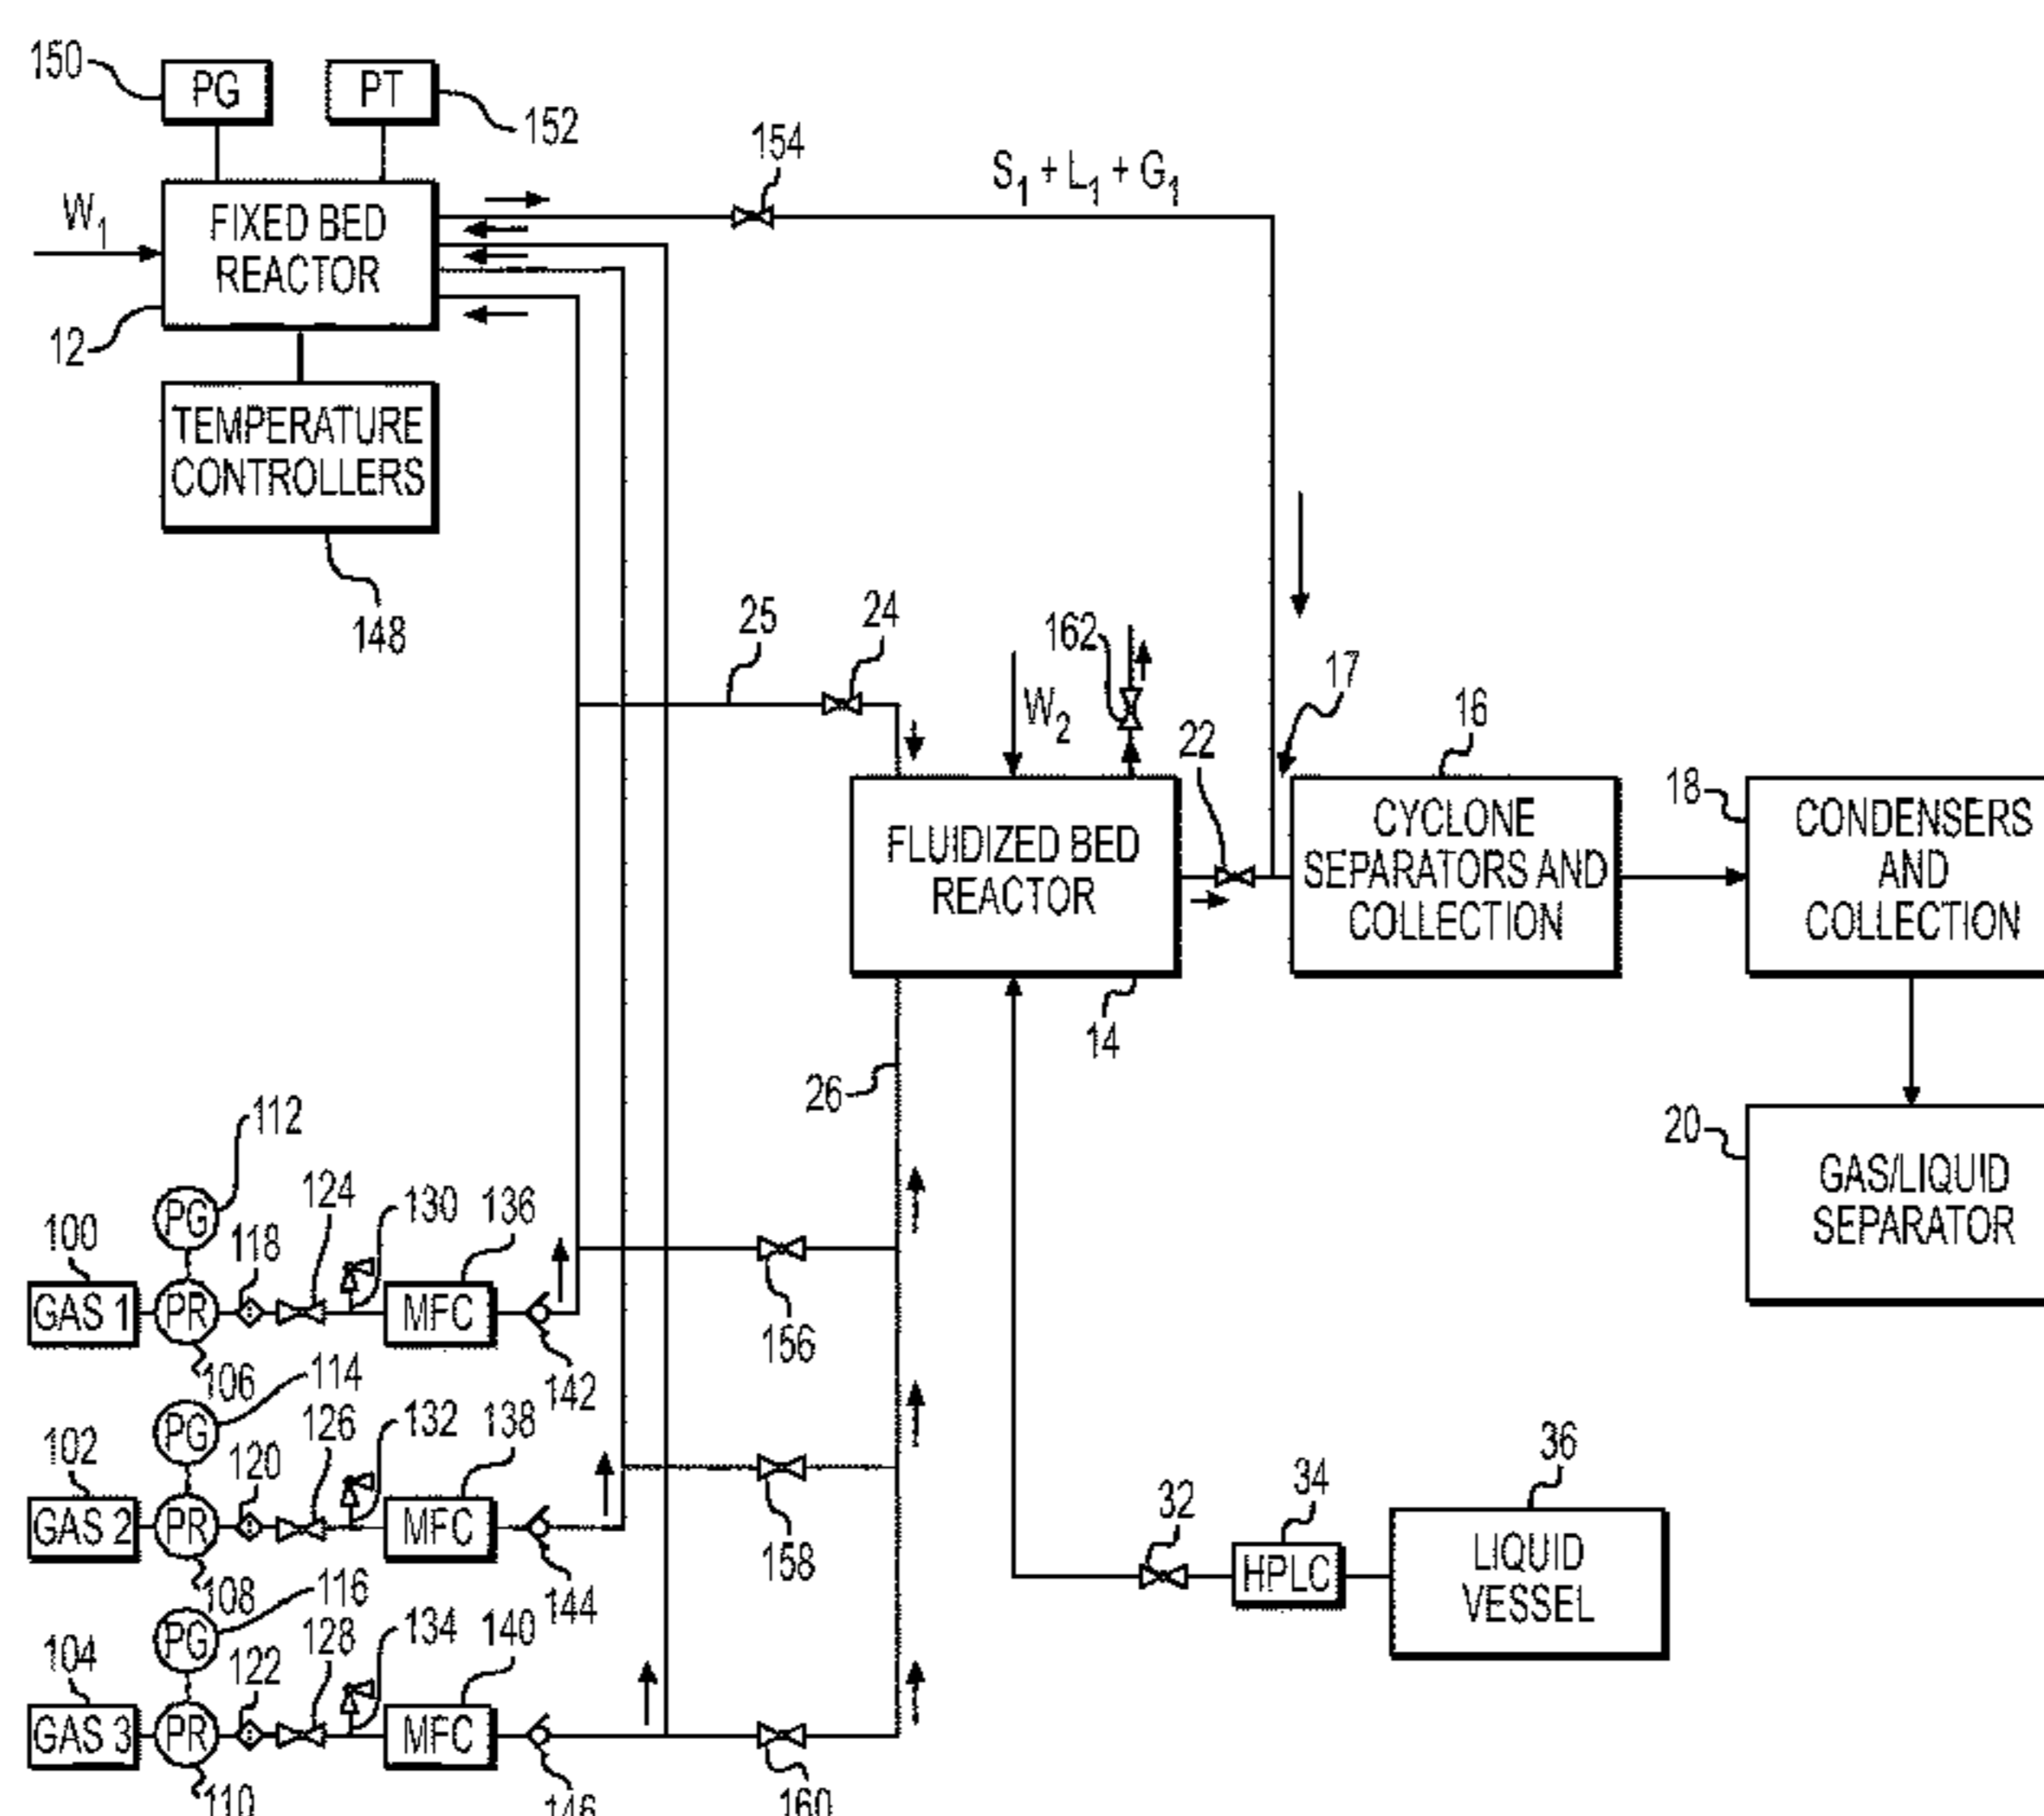 150
PG
PT
152
154
S1 + L1 + G1
W1
FIXED BED
REACTOR
12
TEMPERATURE
CONTROLLERS
148
25
24
162
W2
17
22
16
18
FLUIDIZED BED
REACTOR
CYCLONE
SEPARATORS AND
COLLECTION
CONDENSERS
AND
COLLECTION
14
26
20
GAS/LIQUID
SEPARATOR
112
PG
100
118
124
130
136
GAS 1
PR
MFC
106
142
156
114
PG
102
120
126
132
138
GAS 2
PR
MFC
108
144
158
116
PG
104
122
128
134
140
GAS 3
PR
MFC
110
146
160
32
34
36
HPLC
LIQUID
VESSEL